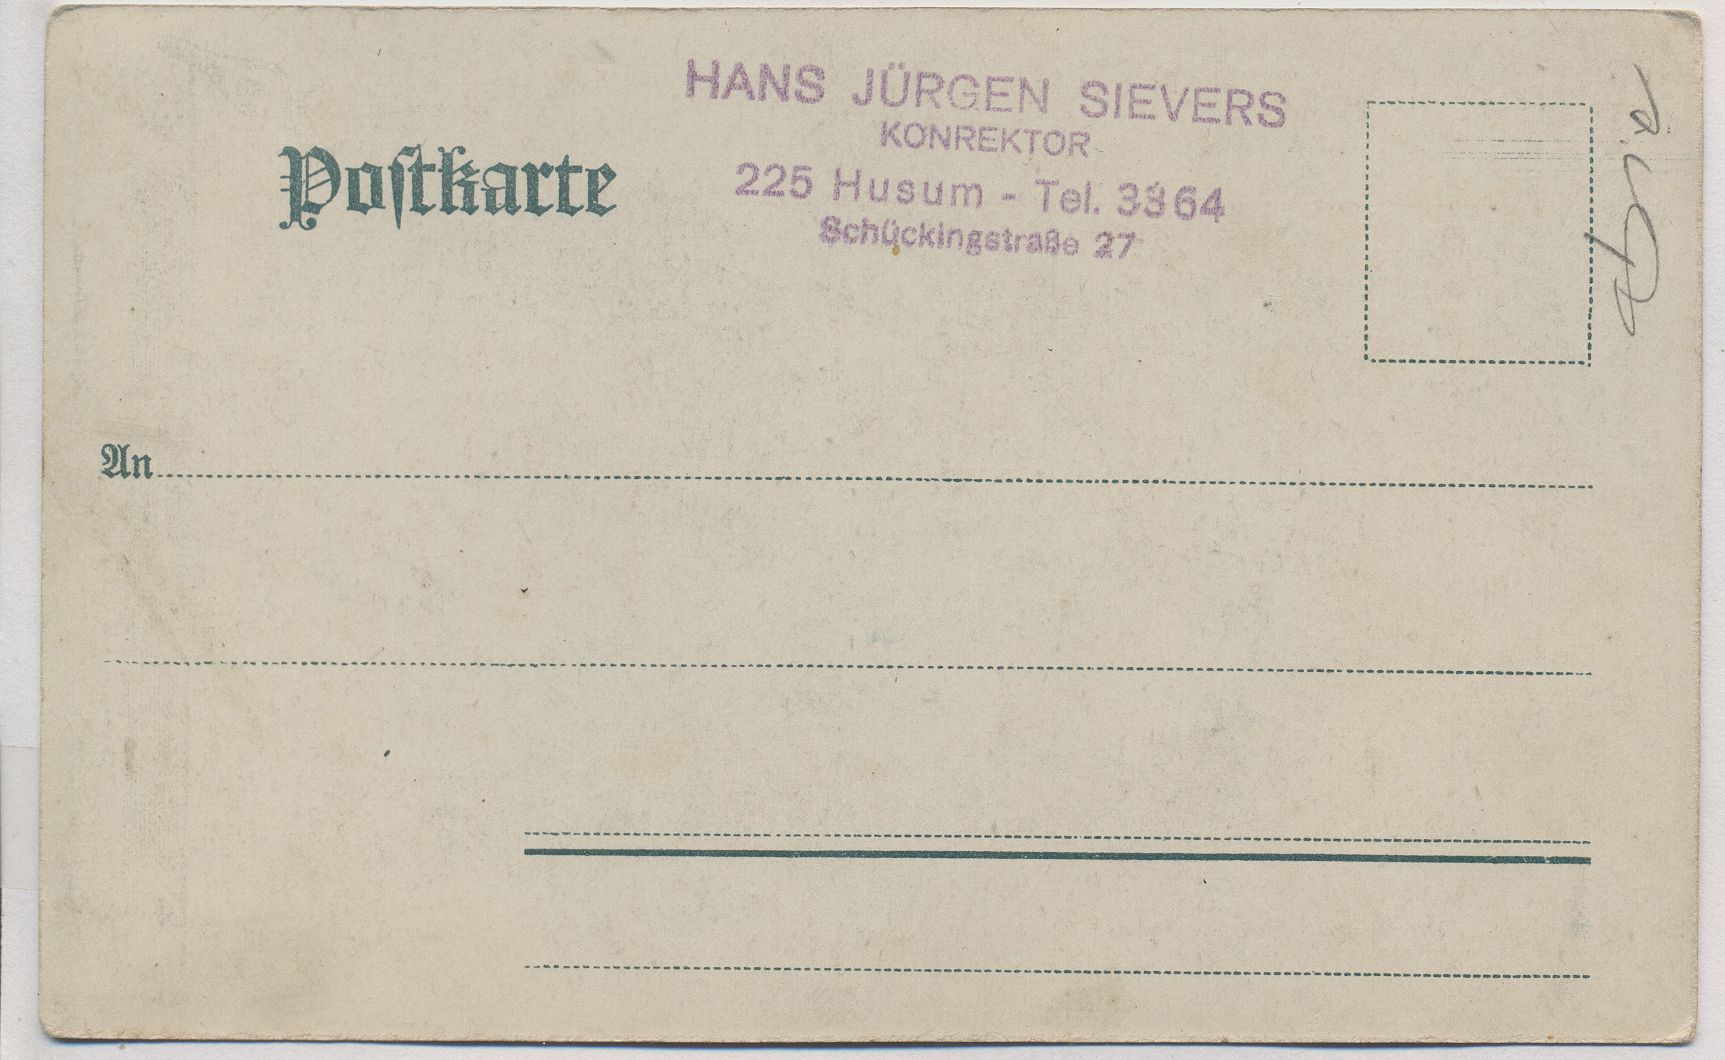 HANS JÜRGEN SIEVERS
KONREKTOR
225 Husum - Tel. 3364
Schückingstraße 27
Poſtkarte
An